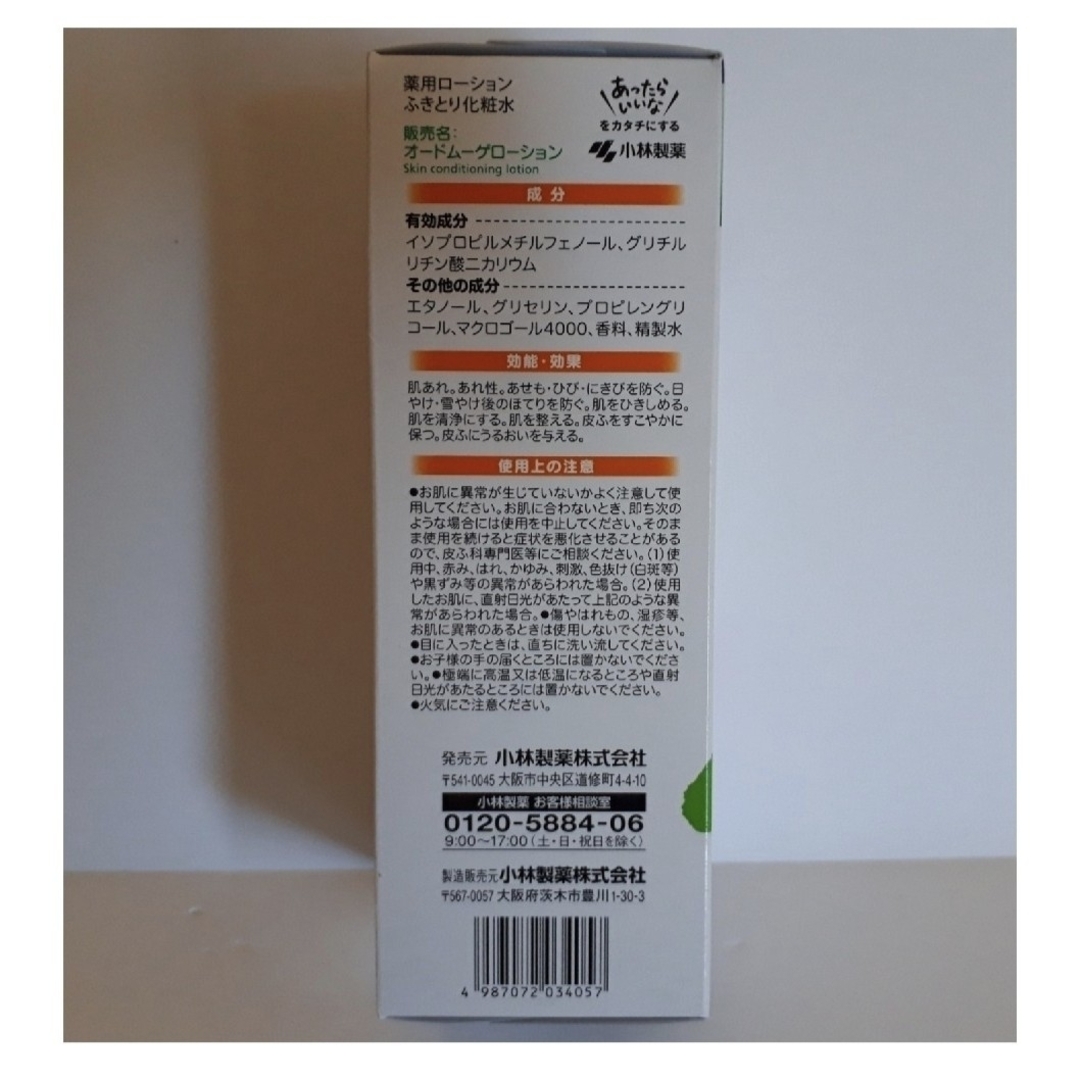 薬用ローション
ふきとり化粧水
あったら
いいな
をカタチにする
小林製薬
販売名:
オードムーゲローション
Skin conditioning lotion
成分
有効成分
イソプロピルメチルフェノール、グリチル
リチン酸二カリウム
その他の成分
エタノール、グリセリン、プロピレングリ
コール、マクロゴール4000、香料、精製水
効能・効果
肌あれ。あれ性。あせも・ひび・にきびを防ぐ。日
やけ・雪やけ後のほてりを防ぐ。肌をひきしめる。
肌を清浄にする。肌を整える。皮ふをすこやかに
保つ。皮ふにうるおいを与える。
使用上の注意
●お肌に異常が生じていないかよく注意して使
用してください。お肌に合わないとき、即ち次の
ような場合には使用を中止してください。そのま
ま使用を続けると症状を悪化させることがある
ので、皮ふ科専門医等にご相談ください。(1)使
用中、赤み、はれ、かゆみ、刺激、色抜け(白斑等)
や黒ずみ等の異常があらわれた場合。(2)使用
したお肌に、直射日光があたって上記のような異
常があらわれた場合。●傷やはれもの、湿疹等、
お肌に異常のあるときは使用しないでください。
●目に入ったときは、直ちに洗い流してください。
●お子様の手の届くところには置かないでくださ
い。●極端に高温又は低温になるところや直射
日光があたるところには置かないでください。
●火気にご注意ください。
発売元 小林製薬株式会社
〒541-0045 大阪市中央区道修町4-4-10
小林製薬 お客様相談室
0120-5884-06
9:00～17:00(土・日・祝日を除く)
製造販売元 小林製薬株式会社
〒567-0057 大阪府茨木市豊川1-30-3
4 987072 034057